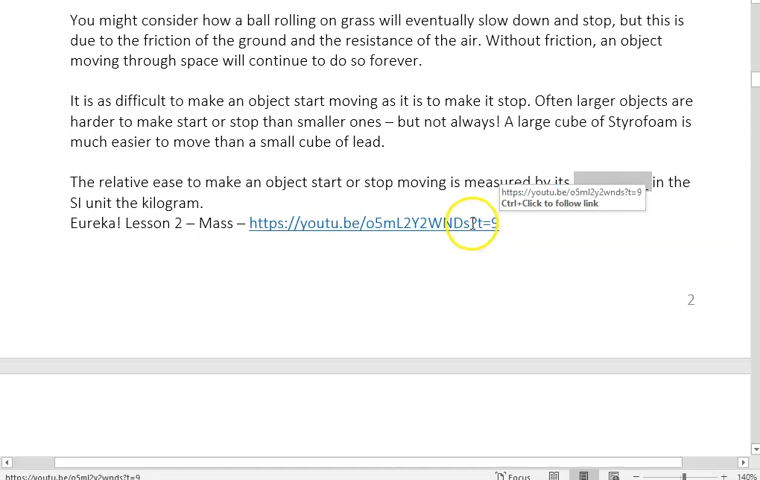 You might consider how a ball rolling on grass will eventually slow down and stop, but this is
due to the friction of the ground and the resistance of the air. Without friction, an object
moving through space will continue to do so forever.
It is as difficult to make an object start moving as it is to make it stop. Often larger objects are
harder to make start or stop than smaller ones – but not always! A large cube of Styrofoam is
much easier to move than a small cube of lead.
The relative ease to make an object start or stop moving is measured by its in the
https://youtu.be/o5ml2y2wnds?t=9
Ctrl+Click to follow link
SI unit the kilogram.
Eureka! Lesson 2 – Mass – https://youtu.be/o5mL2Y2WNDs?t=9
2
https://youtu.be/o5ml2y2wnds?t=9
Focus
140%